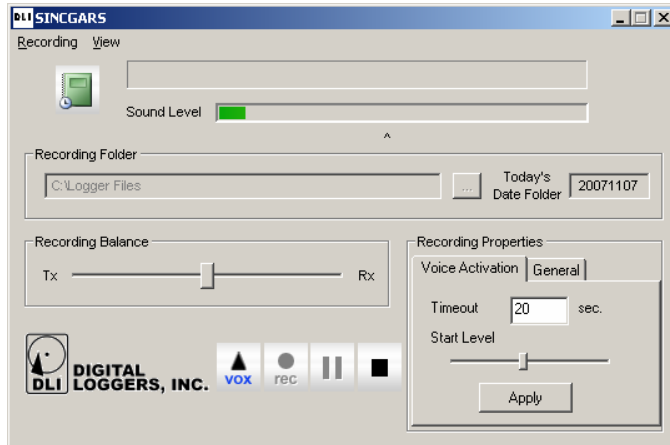 DLI SINCGARS
Recording View
Sound Level
^
Recording Folder
C:\Logger Files
...
Today's
Date Folder
20071107
Recording Balance
Tx
Rx
Recording Properties
Voice Activation
General
Timeout 20 sec.
Start Level
Apply
DLI
DIGITAL
LOGGERS, INC.
vox
rec